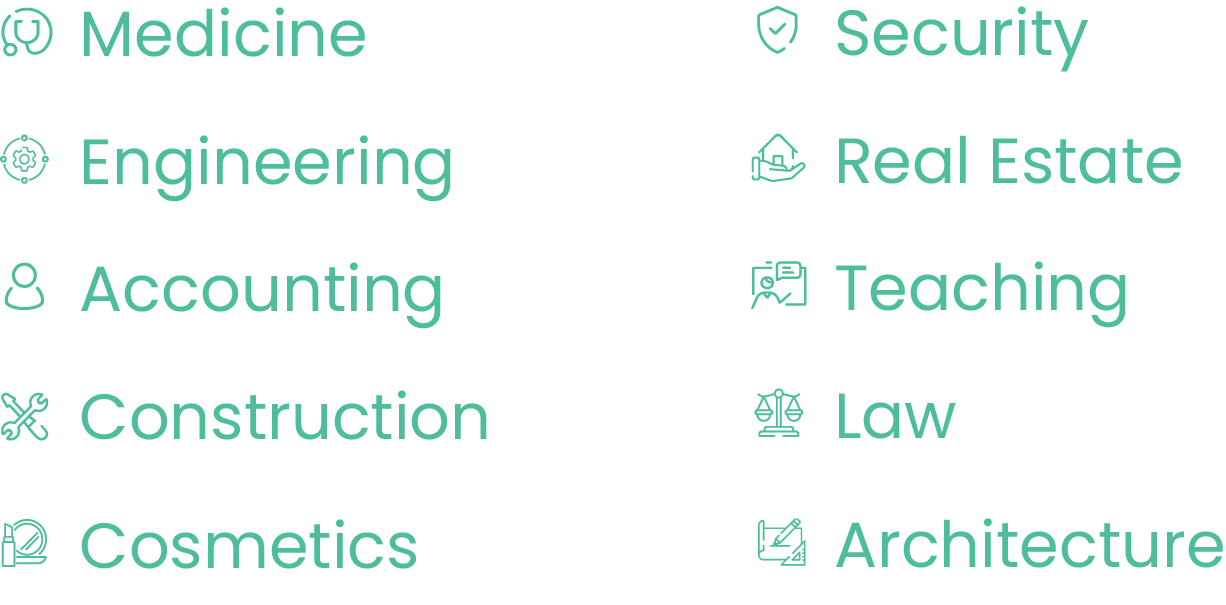 Medicine
Engineering
Accounting
Construction
Cosmetics
Security
Real Estate
Teaching
Law
Architecture